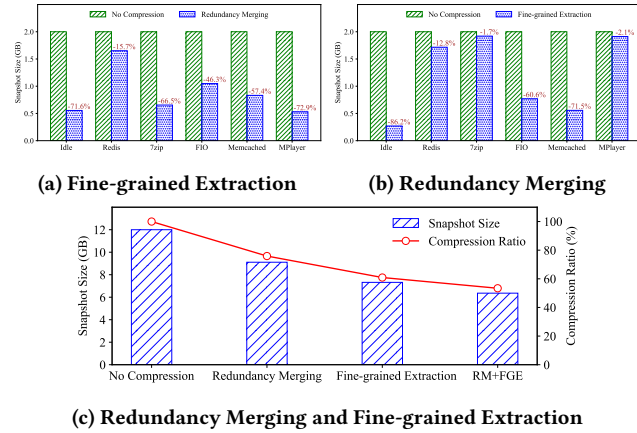 No Compression Redundancy Merging
No Compression Fine-grained Extraction
Snapshot Size (GB)
2.0
1.5
1.0
0.5
0.0
-71.6%
-15.7%
-66.5%
-46.3%
-57.4%
-72.9%
Idle Redis 7zip FIO Memcached MPlayer
Snapshot Size (GB)
2.0
1.5
1.0
0.5
0.0
-86.2%
-12.8%
-1.7%
-60.6%
-71.5%
-2.1%
Idle Redis 7zip FIO Memcached MPlayer
(a) Fine-grained Extraction
(b) Redundancy Merging
Snapshot Size (GB)
12
10
8
6
4
2
0
Snapshot Size
Compression Ratio
100
80
60
40
20
0
Compression Ratio (%)
No Compression Redundancy Merging Fine-grained Extraction RM+FGE
(c) Redundancy Merging and Fine-grained Extraction